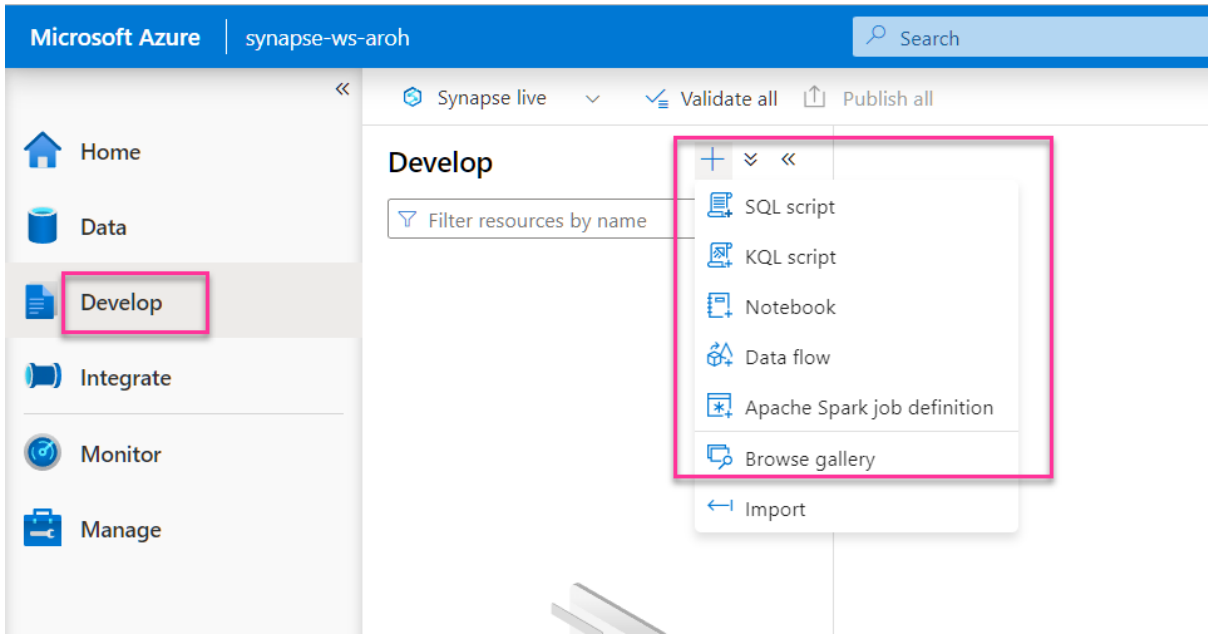 Microsoft Azure synapse-ws-aroh Search
«
Synapse live Validate all Publish all
Home
Data
Develop
Integrate
Monitor
Manage
Develop
Filter resources by name
SQL script
KQL script
Notebook
Data flow
Apache Spark job definition
Browse gallery
Import